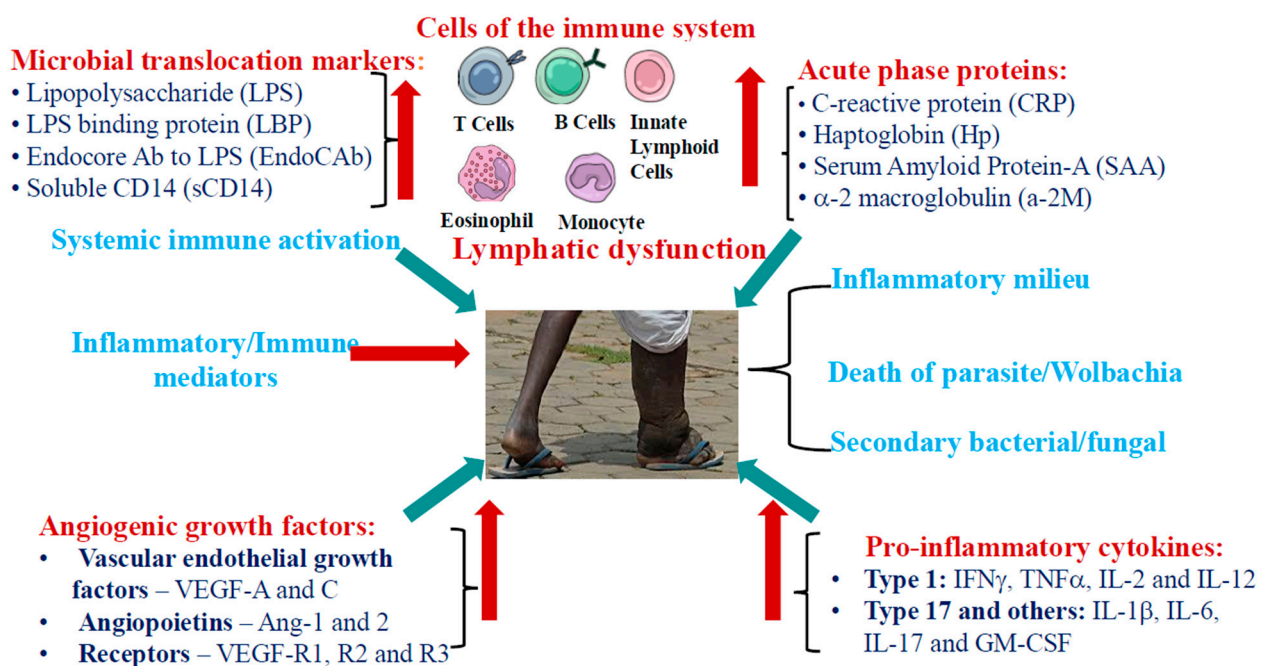 Cells of the immune system
Microbial translocation markers:
• Lipopolysaccharide (LPS)
• LPS binding protein (LBP)
• Endocore Ab to LPS (EndoCAb)
• Soluble CD14 (sCD14)
T Cells
B Cells
Innate
Lymphoid
Cells
Eosinophil
Monocyte
Acute phase proteins:
• C-reactive protein (CRP)
• Haptoglobin (Hp)
• Serum Amyloid Protein-A (SAA)
• α-2 macroglobulin (a-2M)
Systemic immune activation
Lymphatic dysfunction
Inflammatory/Immune
mediators
Inflammatory milieu
Death of parasite/Wolbachia
Secondary bacterial/fungal
Angiogenic growth factors:
• Vascular endothelial growth
factors – VEGF-A and C
• Angiopoietins – Ang-1 and 2
• Receptors – VEGF-R1, R2 and R3
Pro-inflammatory cytokines:
• Type 1: IFNγ, TNFα, IL-2 and IL-12
• Type 17 and others: IL-1β, IL-6,
IL-17 and GM-CSF